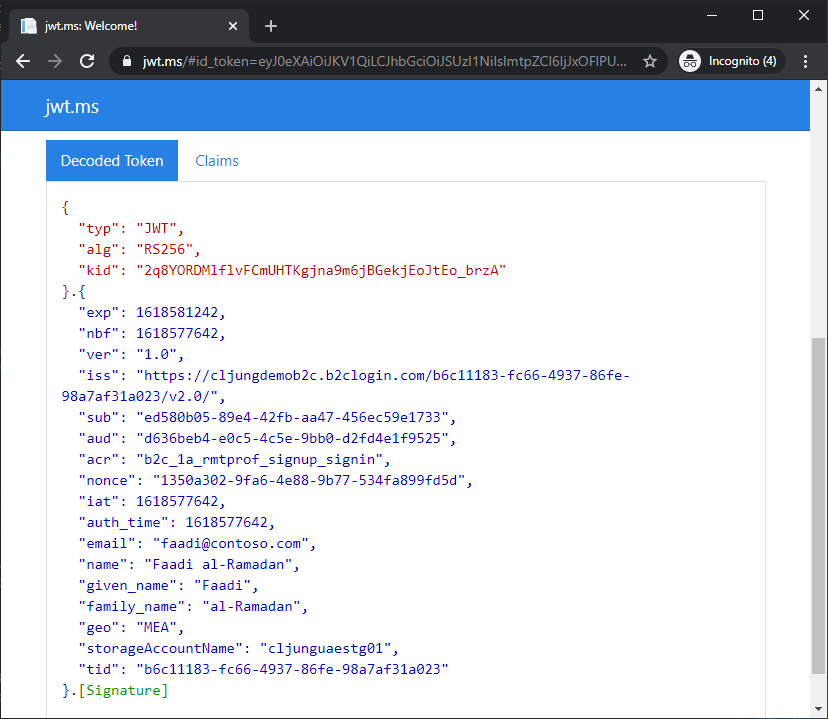 jwt.ms: Welcome!
jwt.ms/#id_token=eyJ0eXAiOiJKV1QiLCJhbGciOiJSUzI1NiIsImtpZCI6IjJxOFlPU... Incognito (4)
jwt.ms
Decoded Token Claims
{
"typ": "JWT",
"alg": "RS256",
"kid": "2q8YORDMlflvFCmUHTKgjna9m6jBGekjEoJtEo_brzA"
}.{
"exp": 1618581242,
"nbf": 1618577642,
"ver": "1.0",
"iss": "https://cljungdemob2c.b2clogin.com/b6c11183-fc66-4937-86fe-
98a7af31a023/v2.0/",
"sub": "ed580b05-89e4-42fb-aa47-456ec59e1733",
"aud": "d636beb4-e0c5-4c5e-9bb0-d2fd4e1f9525",
"acr": "b2c_1a_rmtprof_signup_signin",
"nonce": "1350a302-9fa6-4e88-9b77-534fa899fd5d",
"iat": 1618577642,
"auth_time": 1618577642,
"email": "faadi@contoso.com",
"name": "Faadi al-Ramadan",
"given_name": "Faadi",
"family_name": "al-Ramadan",
"geo": "MEA",
"storageAccountName": "cljunguaestg01",
"tid": "b6c11183-fc66-4937-86fe-98a7af31a023"
}.[Signature]